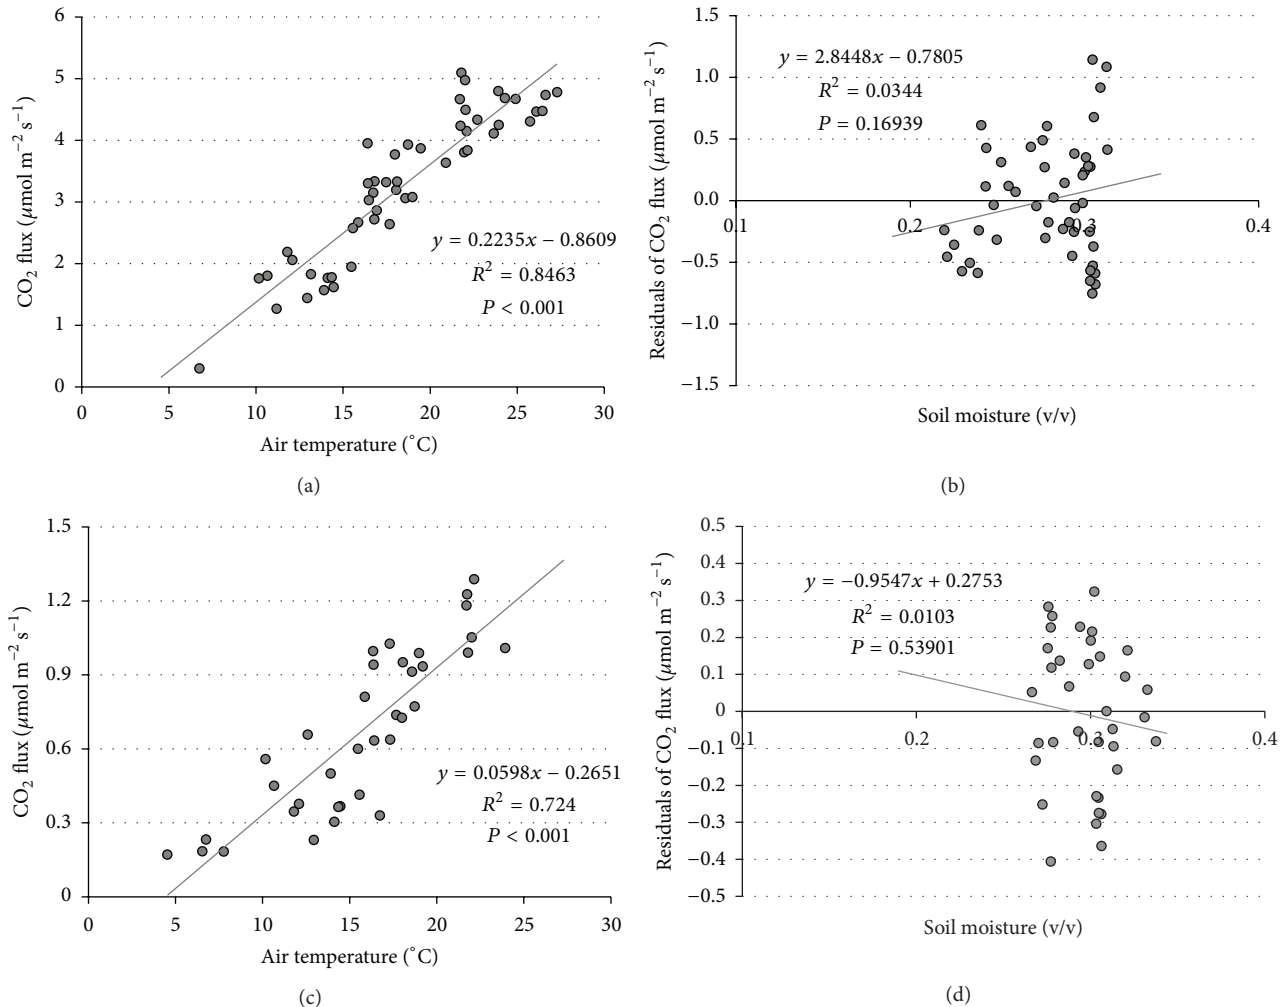 6
5
4
3
2
1
0
CO2 flux (μmol m−2 s−1)
y = 0.2235x − 0.8609
R2 = 0.8463
P < 0.001
0 5 10 15 20 25 30
Air temperature (°C)
(a)
1.5
1.0
0.5
0.0
−0.5
−1.0
−1.5
Residuals of CO2 flux (μmol m−2 s−1)
y = 2.8448x − 0.7805
R2 = 0.0344
P = 0.16939
0.1 0.2 0.3 0.4
Soil moisture (v/v)
(b)
1.5
1.2
0.9
0.6
0.3
0
CO2 flux (μmol m−2 s−1)
y = 0.0598x − 0.2651
R2 = 0.724
P < 0.001
0 5 10 15 20 25 30
Air temperature (°C)
(c)
0.5
0.4
0.3
0.2
0.1
0
−0.1
−0.2
−0.3
−0.4
−0.5
Residuals of CO2 flux (μmol m−2 s−1)
y = −0.9547x + 0.2753
R2 = 0.0103
P = 0.53901
0.1 0.2 0.3 0.4
Soil moisture (v/v)
(d)